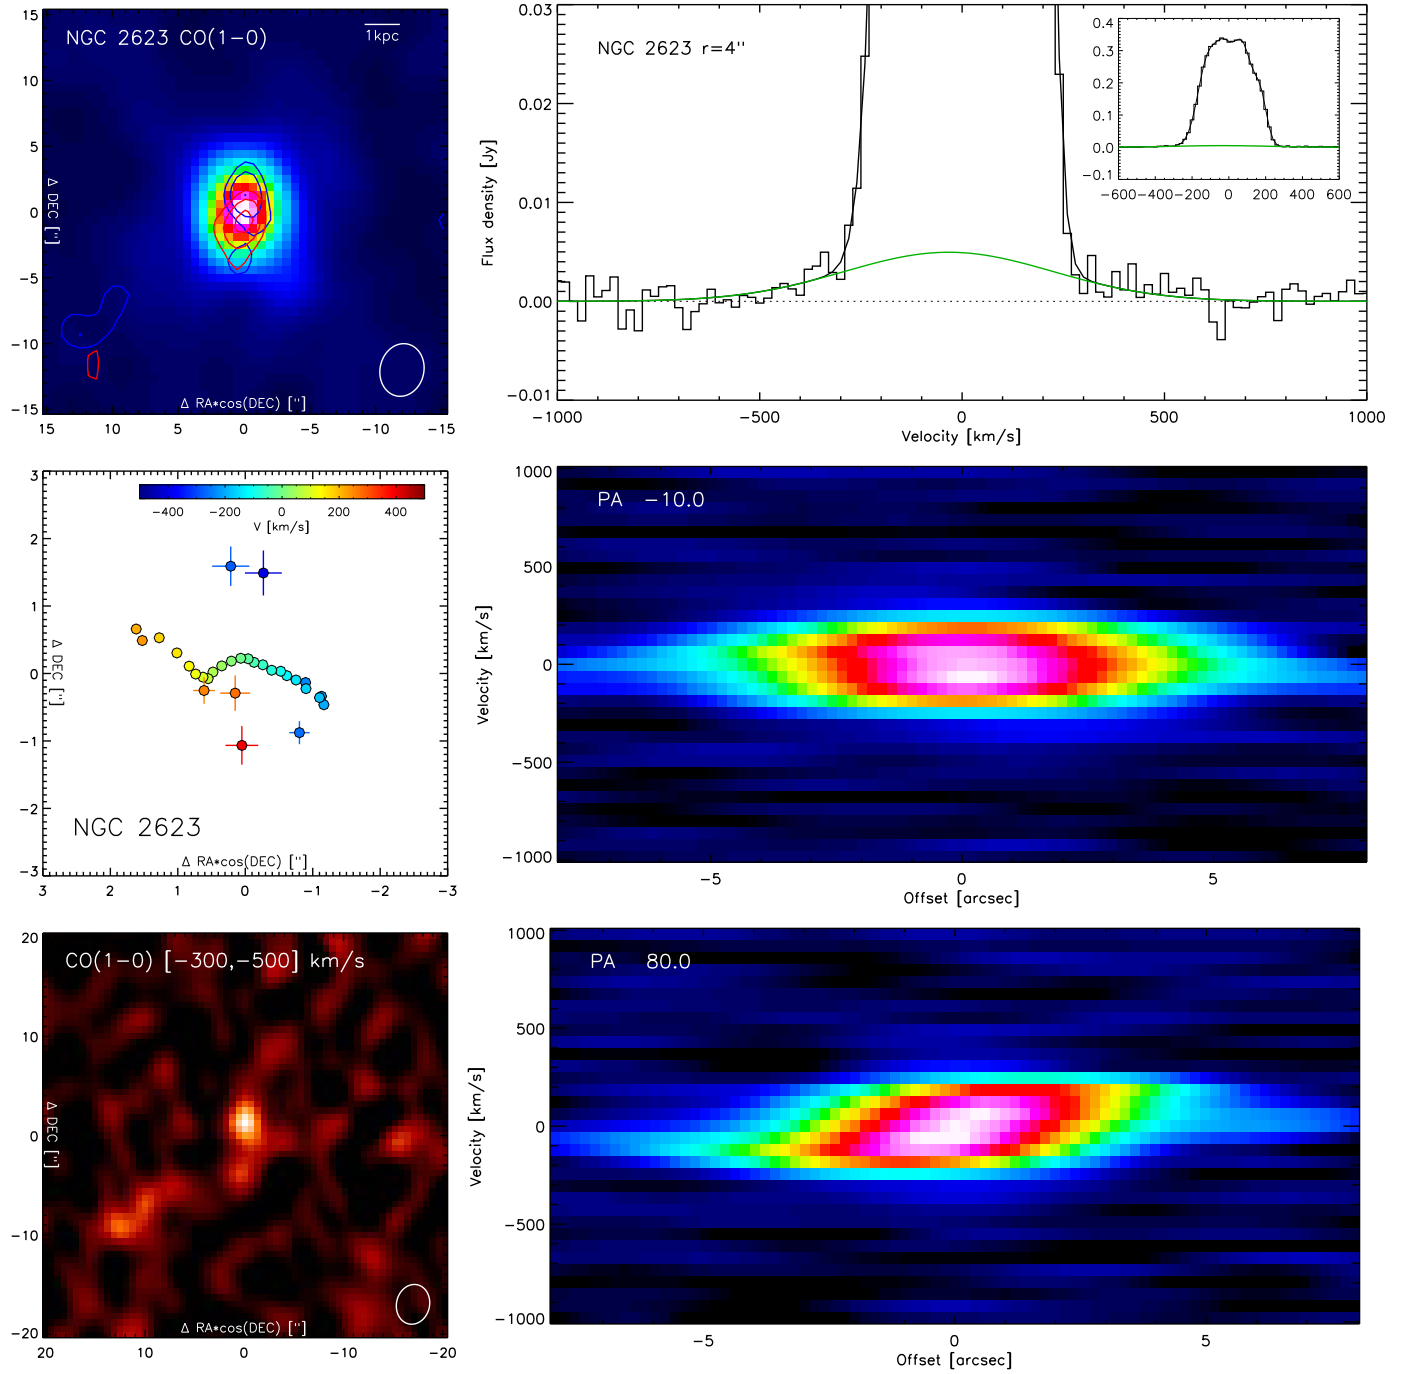 NGC 2623 CO(1−0)
1kpc
15
10
5
0
−5
−10
−15
Δ DEC ["]
Δ RA*cos(DEC) ["]
15 10 5 0 −5 −10 −15
NGC 2623 r=4"
0.03
0.02
0.01
0.00
−0.01
Flux density [Jy]
−1000 −500 0 500 1000
Velocity [km/s]
0.4
0.3
0.2
0.1
0.0
−0.1
−600 −400 −200 0 200 400 600
3
2
1
0
−1
−2
−3
−400 −200 0 200 400
V [km/s]
Δ DEC ["]
NGC 2623
Δ RA*cos(DEC) ["]
3 2 1 0 −1 −2 −3
PA −10.0
1000
500
0
−500
−1000
Velocity [km/s]
−5 0 5
Offset [arcsec]
CO(1−0) [−300,−500] km/s
20
10
0
−10
−20
Δ DEC ["]
Δ RA*cos(DEC) ["]
20 10 0 −10 −20
PA 80.0
1000
500
0
−500
−1000
Velocity [km/s]
−5 0 5
Offset [arcsec]